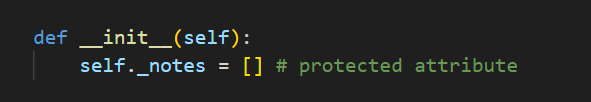 def __init__(self):
    self._notes = [] # protected attribute